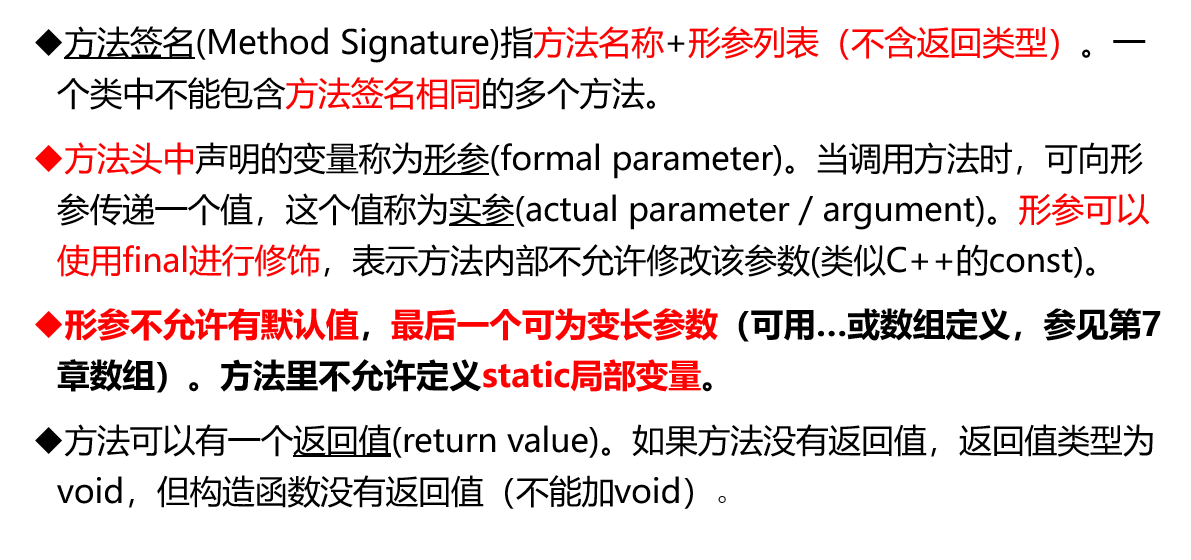 ◆方法签名(Method Signature)指方法名称+形参列表（不含返回类型）。一
个类中不能包含方法签名相同的多个方法。
◆方法头中声明的变量称为形参(formal parameter)。当调用方法时，可向形
参传递一个值，这个值称为实参(actual parameter / argument)。形参可以
使用final进行修饰，表示方法内部不允许修改该参数(类似C++的const)。
◆形参不允许有默认值，最后一个可为变长参数（可用…或数组定义，参见第7
章数组）。方法里不允许定义static局部变量。
◆方法可以有一个返回值(return value)。如果方法没有返回值，返回值类型为
void，但构造函数没有返回值（不能加void）。